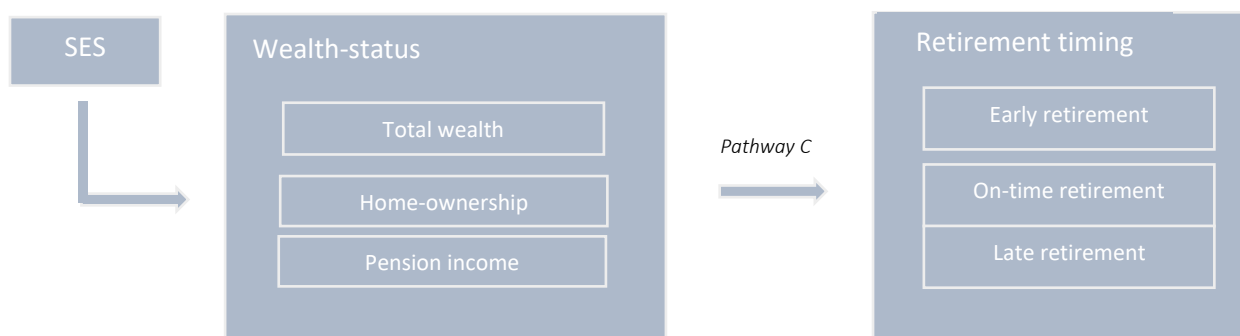 SES
Wealth-status
Total wealth
Home-ownership
Pension income
Pathway C
Retirement timing
Early retirement
On-time retirement
Late retirement